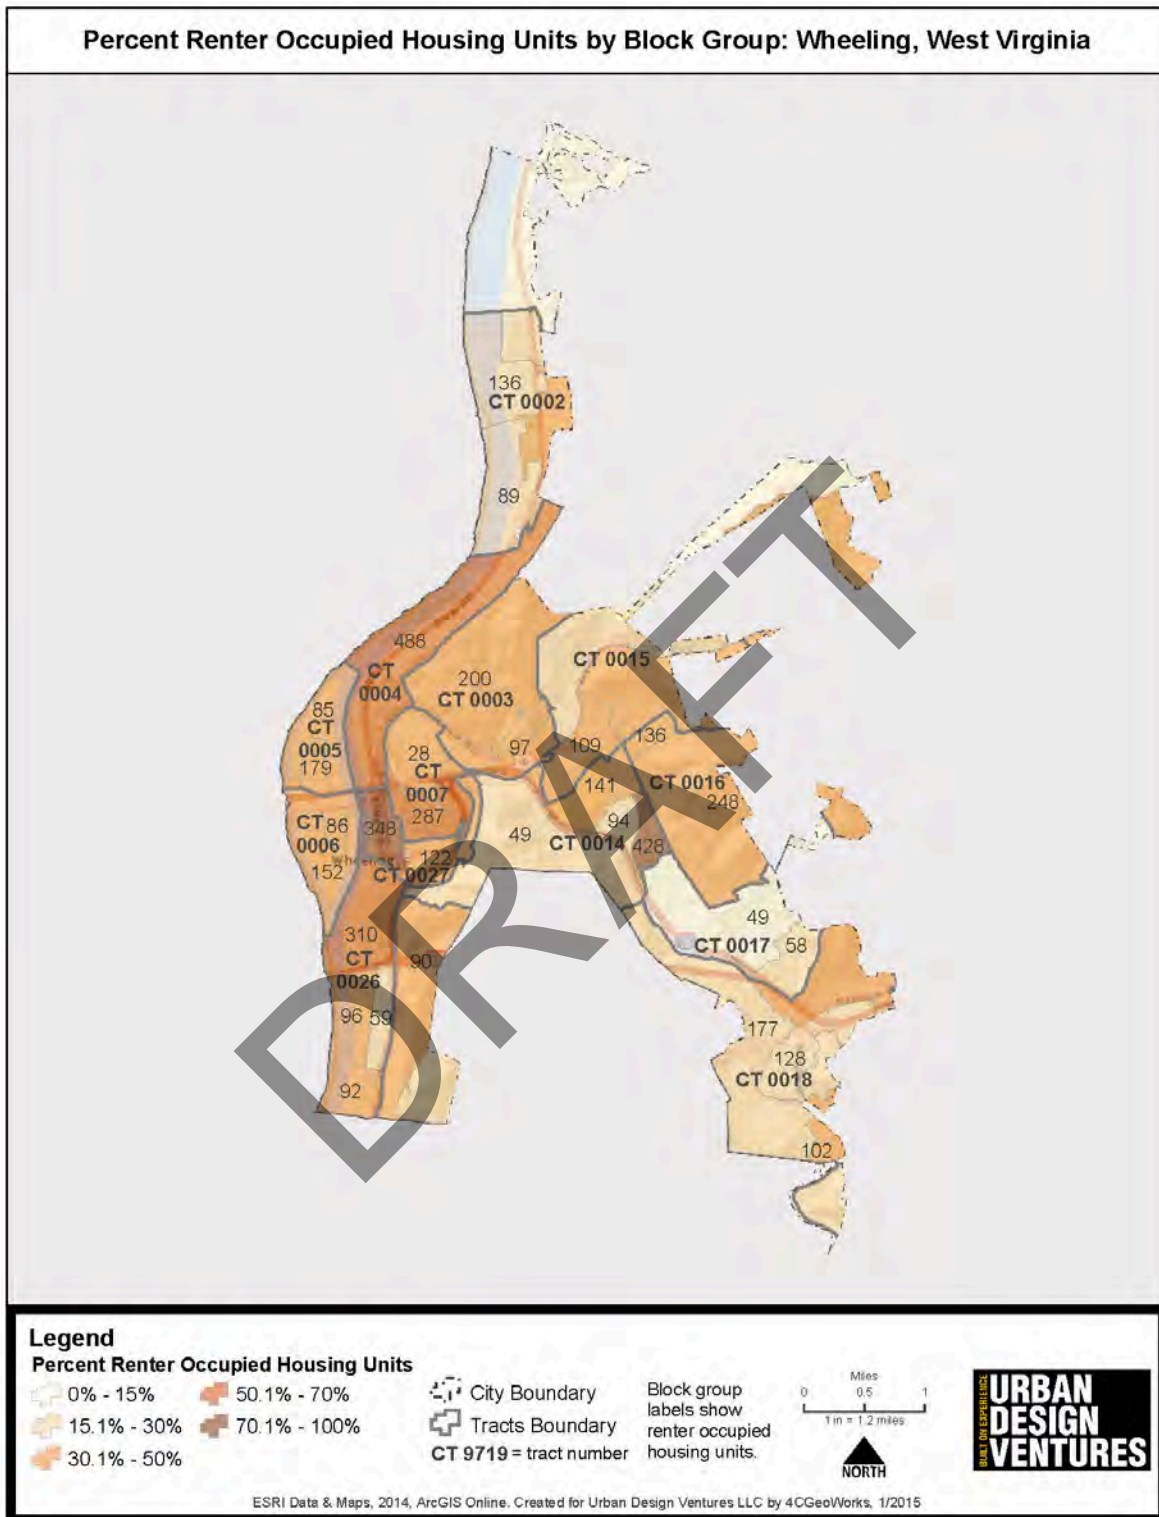 Percent Renter Occupied Housing Units by Block Group: Wheeling, West Virginia
136
CT 0002
89
488
CT
0004
200
CT 0003
CT 0015
85
CT
0005
179
28
CT
0007
287
97
109
136
141
CT 0016
248
CT 86
0006
152
348
122
CT 0027
49
94
CT 0014
428
49
CT 0017
58
310
CT
0026
90
96
59
92
177
128
CT 0018
102
DRAFT
Legend
Percent Renter Occupied Housing Units
0% - 15%
15.1% - 30%
30.1% - 50%
50.1% - 70%
70.1% - 100%
City Boundary
Tracts Boundary
CT 9719 = tract number
Block group
labels show
renter occupied
housing units.
Miles
0 0.5 1
1 in = 1.2 miles
NORTH
BUILT ON EXPERIENCE
URBAN
DESIGN
VENTURES
ESRI Data & Maps, 2014, ArcGIS Online. Created for Urban Design Ventures LLC by 4CGeoWorks, 1/2015